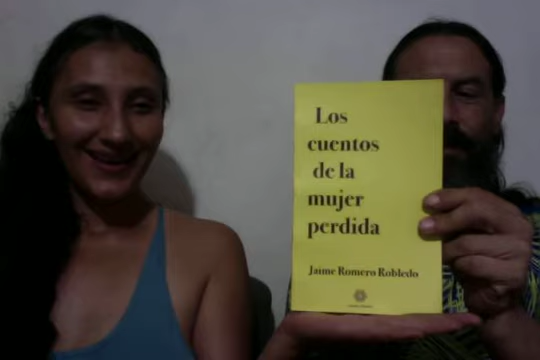 Los
cuentos
de la
mujer
perdida
Jaime Romero Robledo